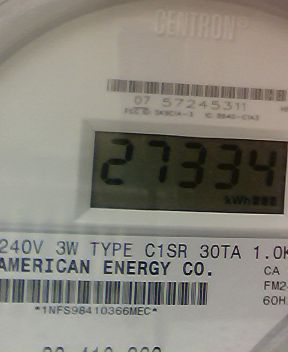 CENTRON®
07 57245311
27334
kWh
240V 3W TYPE C1SR 30TA 1.0K
AMERICAN ENERGY CO.
CA
FM2
60H
*1NFS98410366MEC*